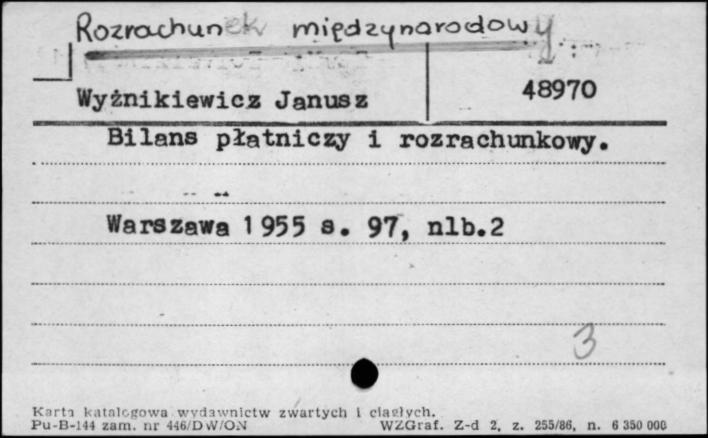 Rozrachunek międzynarodowy
Wyżnikiewicz Janusz
48970
Bilans płatniczy i rozrachunkowy.
Warszawa 1955 s. 97, nlb.2
3
Karta katalogowa wydawnictw zwartych i ciągłych.
Pu-B-144 zam. nr 446/DW/ON WZGraf. Z-d 2, z. 255/86, n. 6 350 000